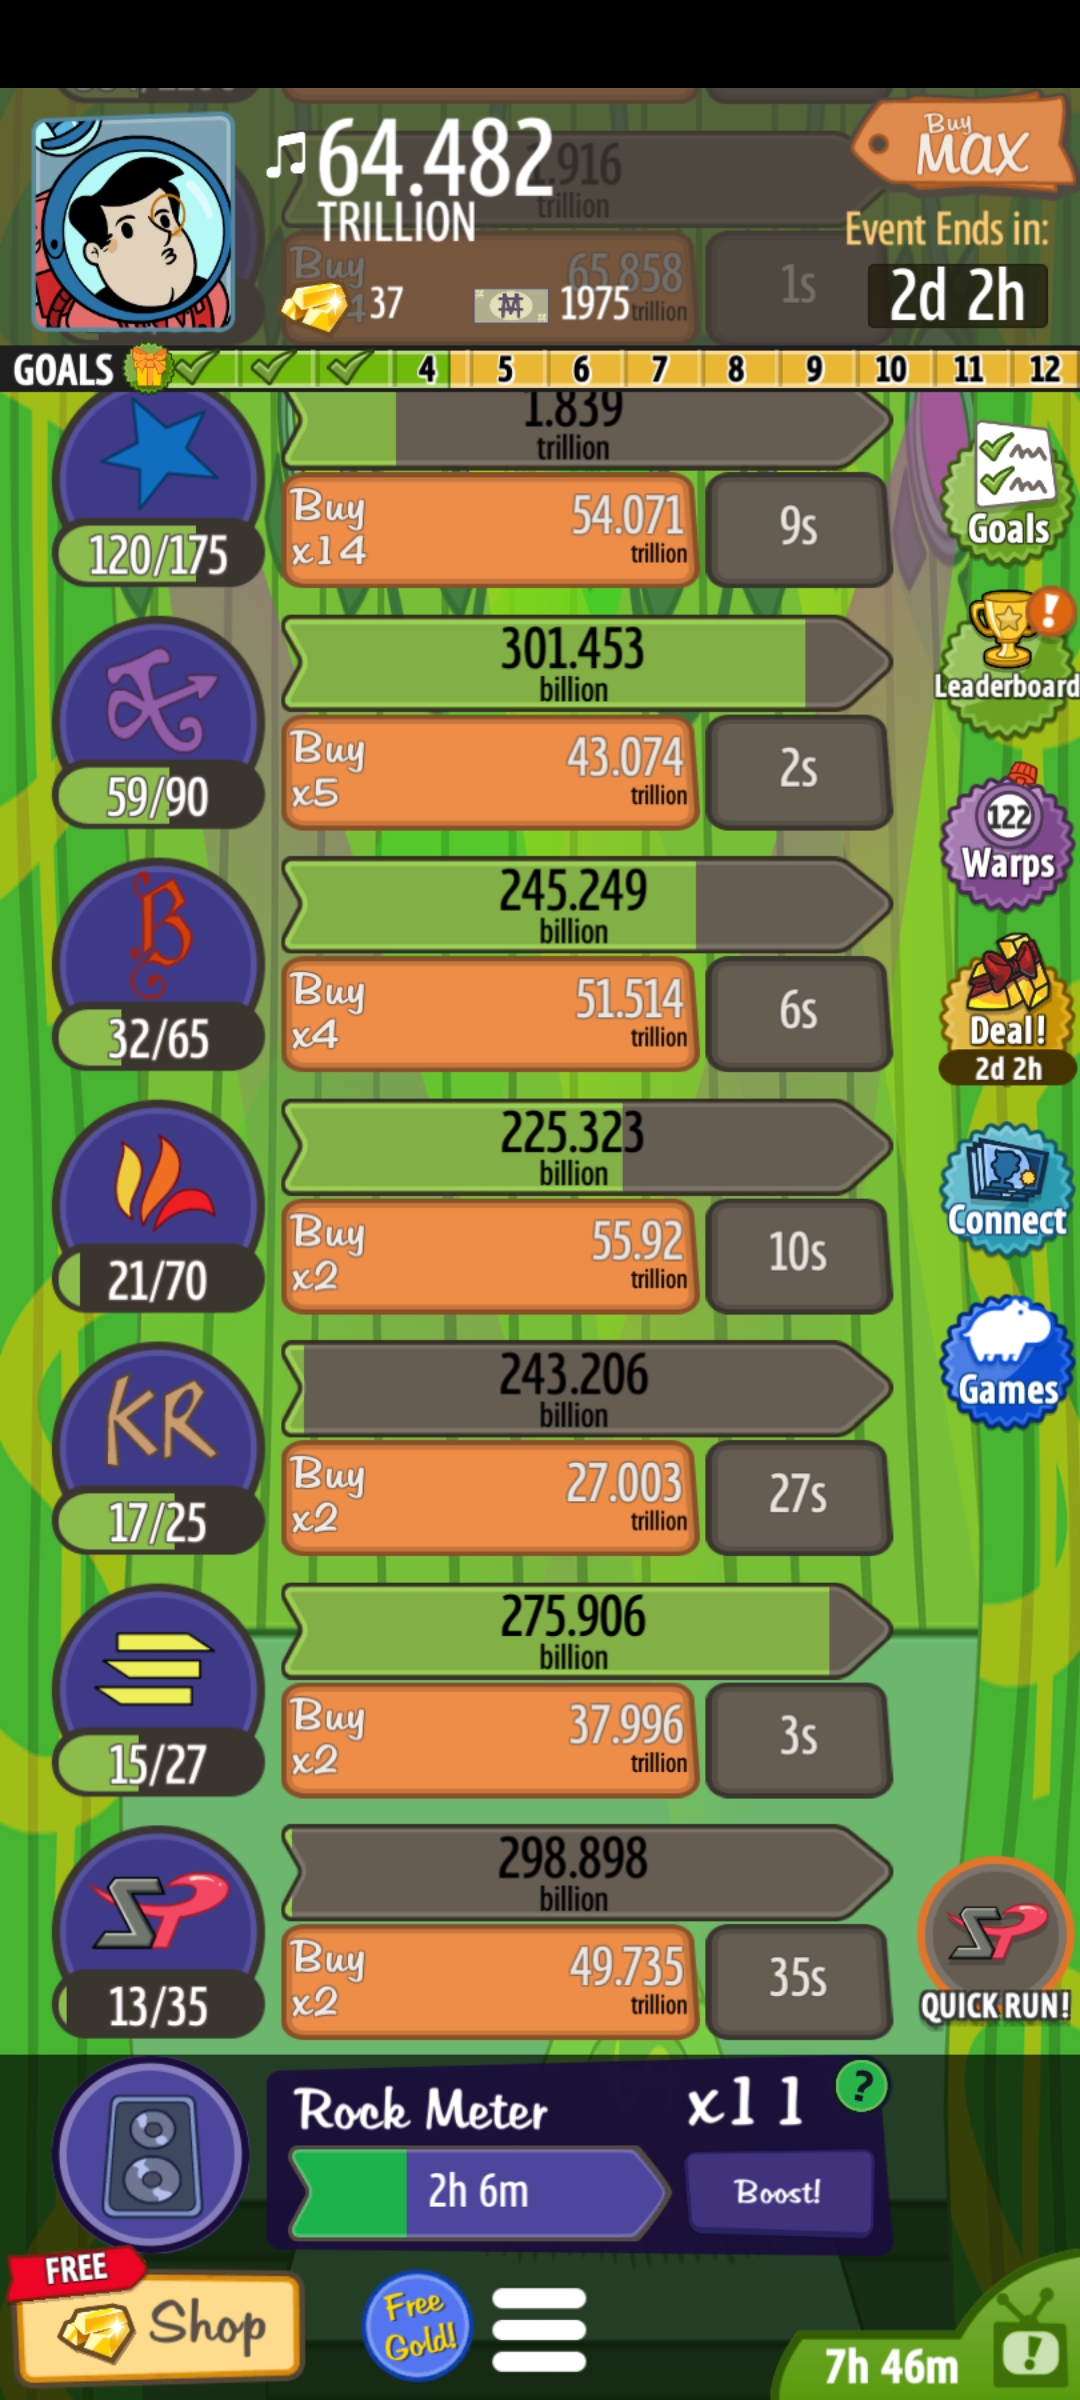 64.482
TRILLION
Buy
MAX
1.916
trillion
Event Ends in:
2d 2h
Buy
65.858
trillion
1s
37
1975
GOALS
4 5 6 7 8 9 10 11 12
1.839
trillion
Buy
x14
54.071
trillion
9s
120/175
Goals
301.453
billion
Buy
x5
43.074
trillion
2s
59/90
Leaderboard
122
Warps
B
245.249
billion
Buy
x4
51.514
trillion
6s
32/65
Deal!
2d 2h
225.323
billion
Buy
x2
55.92
trillion
10s
21/70
Connect
KR
243.206
billion
Buy
x2
27.003
trillion
27s
17/25
Games
275.906
billion
Buy
x2
37.996
trillion
3s
15/27
SP
298.898
billion
Buy
x2
49.735
trillion
35s
13/35
SP
QUICK RUN!
Rock Meter
x11
?
2h 6m
Boost!
FREE
Shop
Free
Gold!
7h 46m